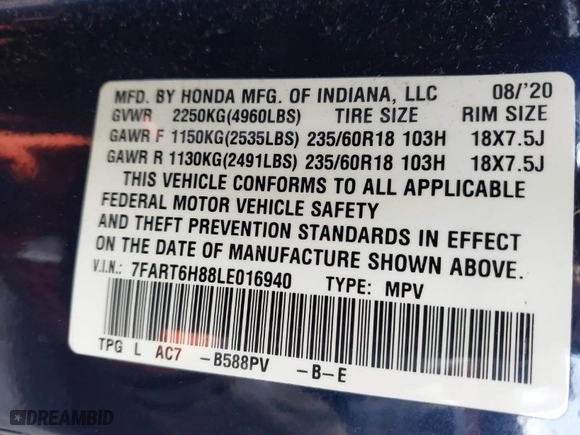 MFD. BY HONDA MFG. OF INDIANA, LLC 08/'20
GVWR 2250KG(4960LBS) TIRE SIZE RIM SIZE
GAWR F 1150KG(2535LBS) 235/60R18 103H 18X7.5J
GAWR R 1130KG(2491LBS) 235/60R18 103H 18X7.5J
THIS VEHICLE CONFORMS TO ALL APPLICABLE
FEDERAL MOTOR VEHICLE SAFETY
AND THEFT PREVENTION STANDARDS IN EFFECT
ON THE DATE OF MANUFACTURE SHOWN ABOVE.
V.I.N.: 7FART6H88LE016940 TYPE: MPV
TPG L AC7 -B588PV -B-E
DREAMBID